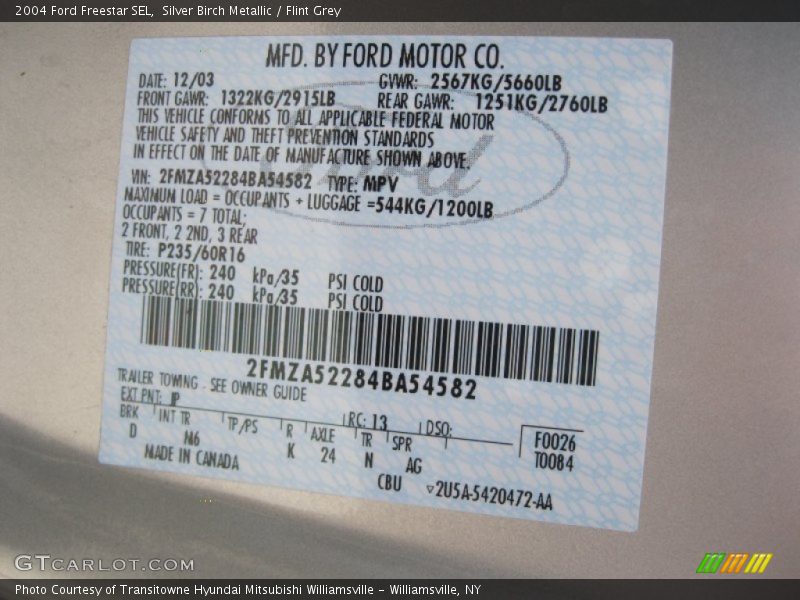 2004 Ford Freestar SEL,  Silver Birch Metallic / Flint Grey
MFD. BY FORD MOTOR CO.
DATE: 12/03 GVWR: 2567KG/5660LB
FRONT GAWR: 1322KG/2915LB REAR GAWR: 1251KG/2760LB
THIS VEHICLE CONFORMS TO ALL APPLICABLE FEDERAL MOTOR
VEHICLE SAFETY AND THEFT PREVENTION STANDARDS
IN EFFECT ON THE DATE OF MANUFACTURE SHOWN ABOVE.
Ford
VIN: 2FMZA52284BA54582 TYPE: MPV
MAXIMUM LOAD = OCCUPANTS + LUGGAGE =544KG/1200LB
OCCUPANTS = 7 TOTAL;
2 FRONT, 2 2ND, 3 REAR
TIRE: P235/60R16
PRESSURE(FR): 240 kPa/35 PSI COLD
PRESSURE(RR): 240 kPa/35 PSI COLD
2FMZA52284BA54582
TRAILER TOWING - SEE OWNER GUIDE
EXT PNT: JP RC: 13 DSO:
BRK INT TR TP/PS R AXLE TR SPR F0026
D M6 K 24 N AG T0084
MADE IN CANADA CBU ▿2U5A-5420472-AA
GTCARLOT.COM
Photo Courtesy of Transitowne Hyundai Mitsubishi Williamsville – Williamsville, NY